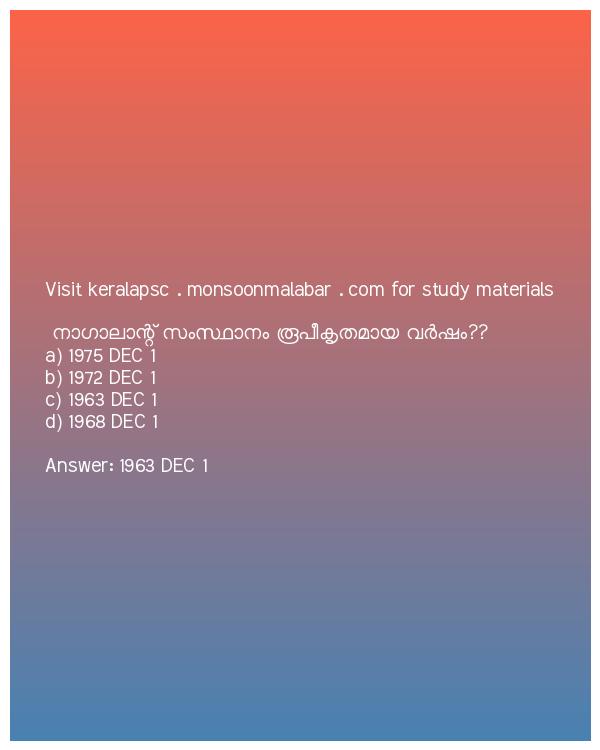 Visit keralapsc . monsoonmalabar . com for study materials
നാഗാലാന്റ് സംസ്ഥാനം രൂപീകൃതമായ വർഷം??
a) 1975 DEC 1
b) 1972 DEC 1
c) 1963 DEC 1
d) 1968 DEC 1
Answer: 1963 DEC 1